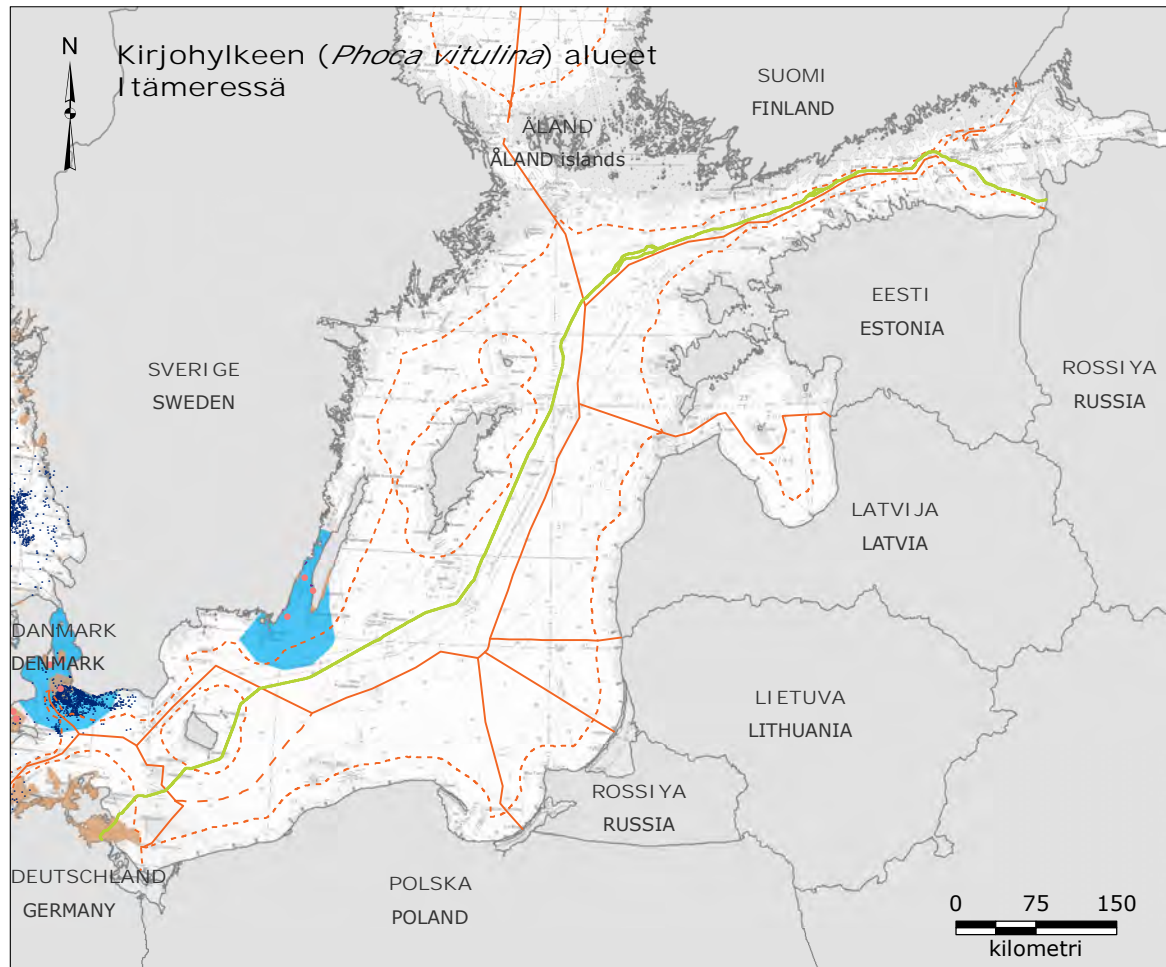 N
Kirjohylkeen (Phoca vitulina) alueet
Itämeressä
SUOMI
FINLAND
ÅLAND
ÅLAND islands
EESTI
ESTONIA
SVERIGE
SWEDEN
ROSSIYA
RUSSIA
LATVIJA
LATVIA
DANMARK
DENMARK
LIETUVA
LITHUANIA
ROSSIYA
RUSSIA
DEUTSCHLAND
GERMANY
POLSKA
POLAND
0 75 150
kilometri